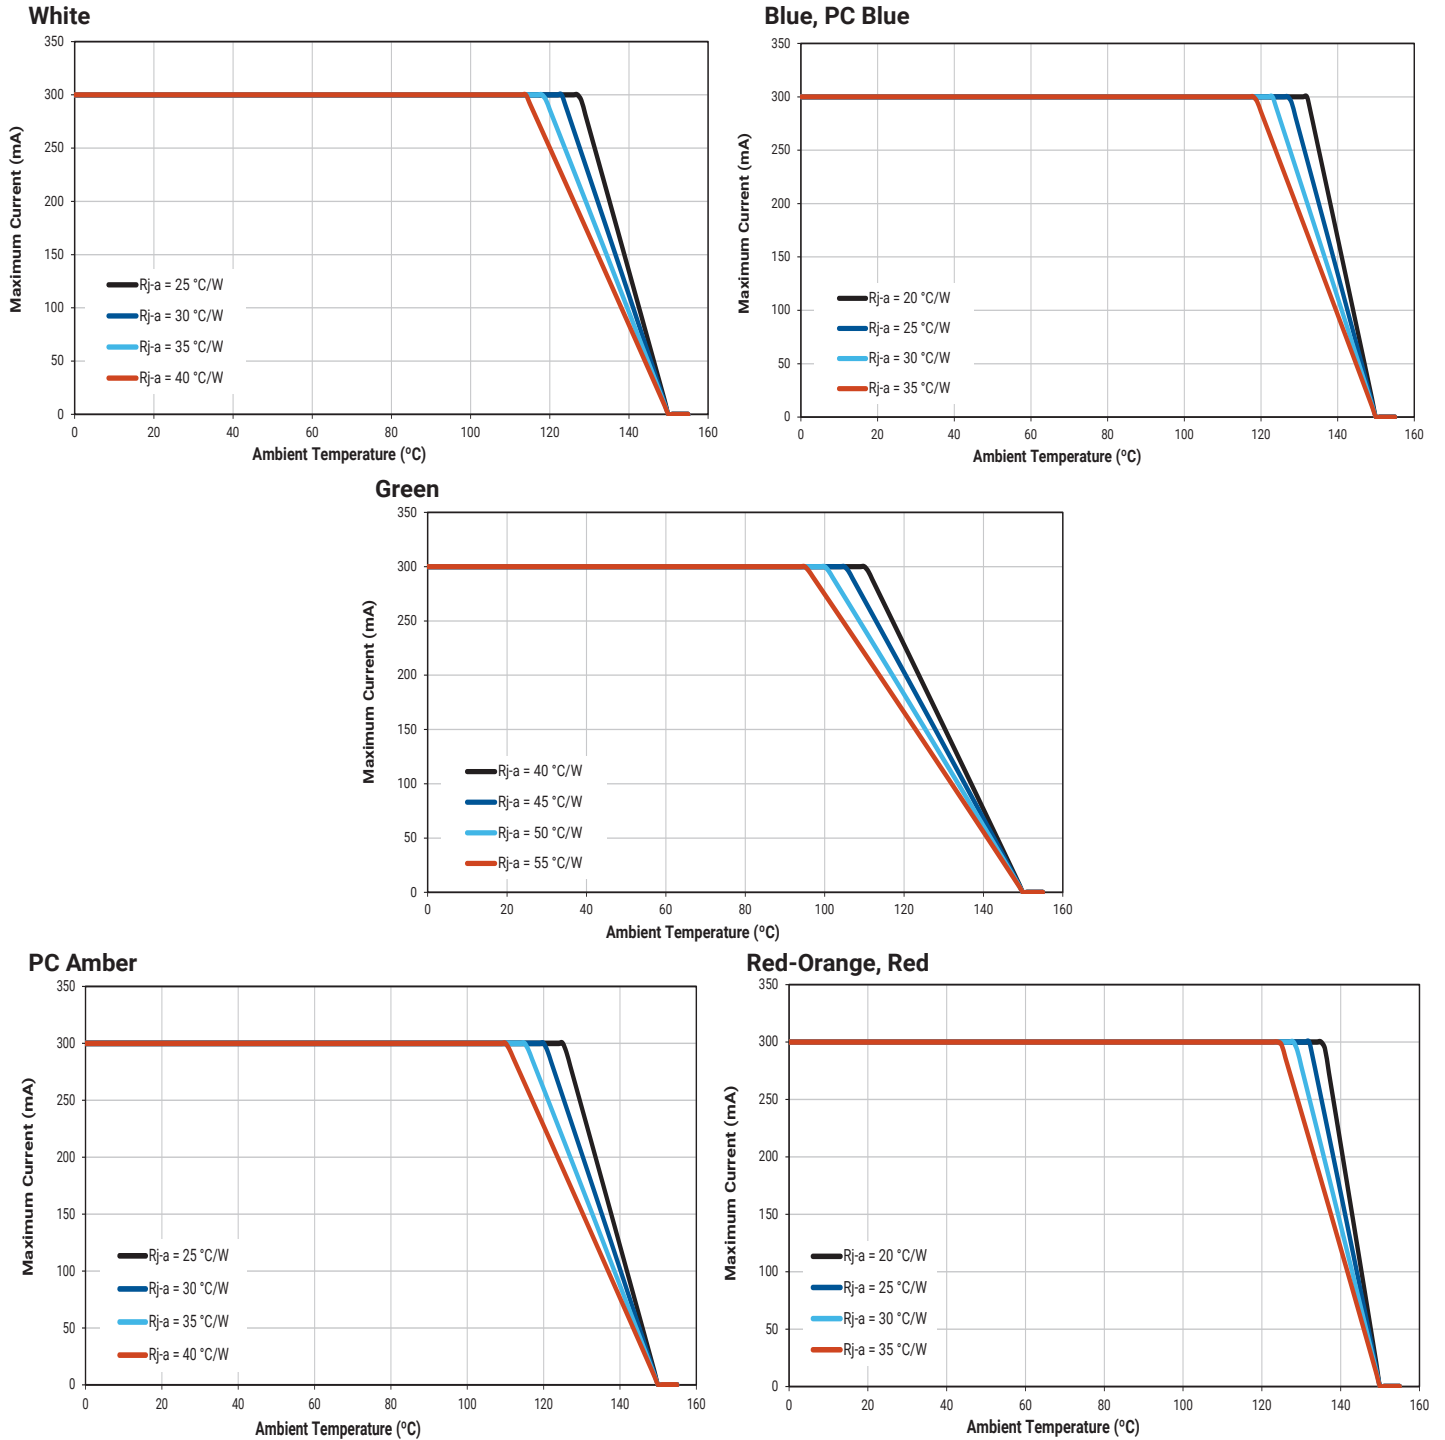 White
350
300
250
200
150
100
50
0
Maximum Current (mA)
Rj-a = 25 °C/W
Rj-a = 30 °C/W
Rj-a = 35 °C/W
Rj-a = 40 °C/W
0 20 40 60 80 100 120 140 160
Ambient Temperature (ºC)
Blue, PC Blue
350
300
250
200
150
100
50
0
Maximum Current (mA)
Rj-a = 20 °C/W
Rj-a = 25 °C/W
Rj-a = 30 °C/W
Rj-a = 35 °C/W
0 20 40 60 80 100 120 140 160
Ambient Temperature (ºC)
Green
350
300
250
200
150
100
50
0
Maximum Current (mA)
Rj-a = 40 °C/W
Rj-a = 45 °C/W
Rj-a = 50 °C/W
Rj-a = 55 °C/W
0 20 40 60 80 100 120 140 160
Ambient Temperature (ºC)
PC Amber
350
300
250
200
150
100
50
0
Maximum Current (mA)
Rj-a = 25 °C/W
Rj-a = 30 °C/W
Rj-a = 35 °C/W
Rj-a = 40 °C/W
0 20 40 60 80 100 120 140 160
Ambient Temperature (ºC)
Red-Orange, Red
350
300
250
200
150
100
50
0
Maximum Current (mA)
Rj-a = 20 °C/W
Rj-a = 25 °C/W
Rj-a = 30 °C/W
Rj-a = 35 °C/W
0 20 40 60 80 100 120 140 160
Ambient Temperature (ºC)